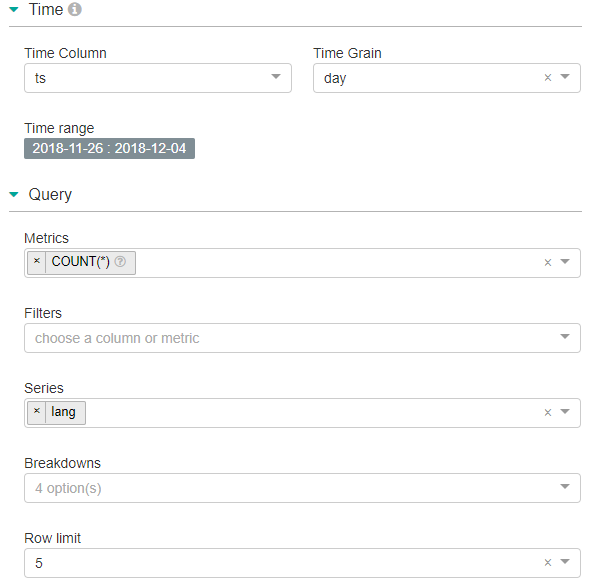 Time
Time Column
Time Grain
ts
day
Time range
2018-11-26 : 2018-12-04
Query
Metrics
× COUNT(*)
Filters
choose a column or metric
Series
× lang
Breakdowns
4 option(s)
Row limit
5